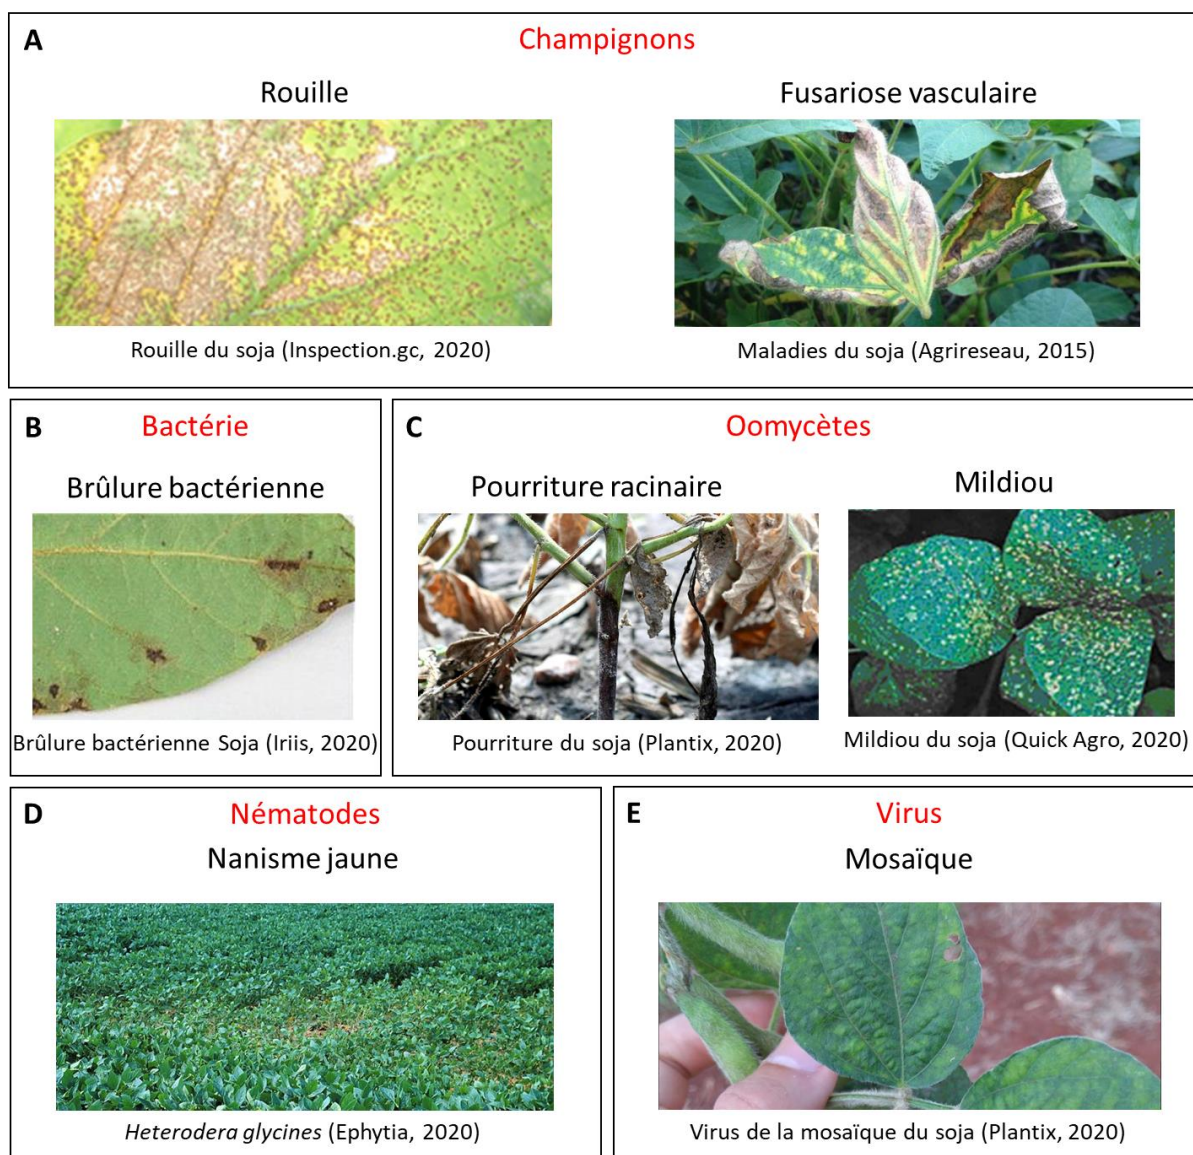 A
Champignons
Rouille
Fusariose vasculaire
Rouille du soja (Inspection.gc, 2020)
Maladies du soja (Agrireseau, 2015)
B
Bactérie
Brûlure bactérienne
Brûlure bactérienne Soja (Iriis, 2020)
C
Oomycètes
Pourriture racinaire
Mildiou
Pourriture du soja (Plantix, 2020)
Mildiou du soja (Quick Agro, 2020)
D
Nématodes
Nanisme jaune
Heterodera glycines (Ephytia, 2020)
E
Virus
Mosaïque
Virus de la mosaïque du soja (Plantix, 2020)